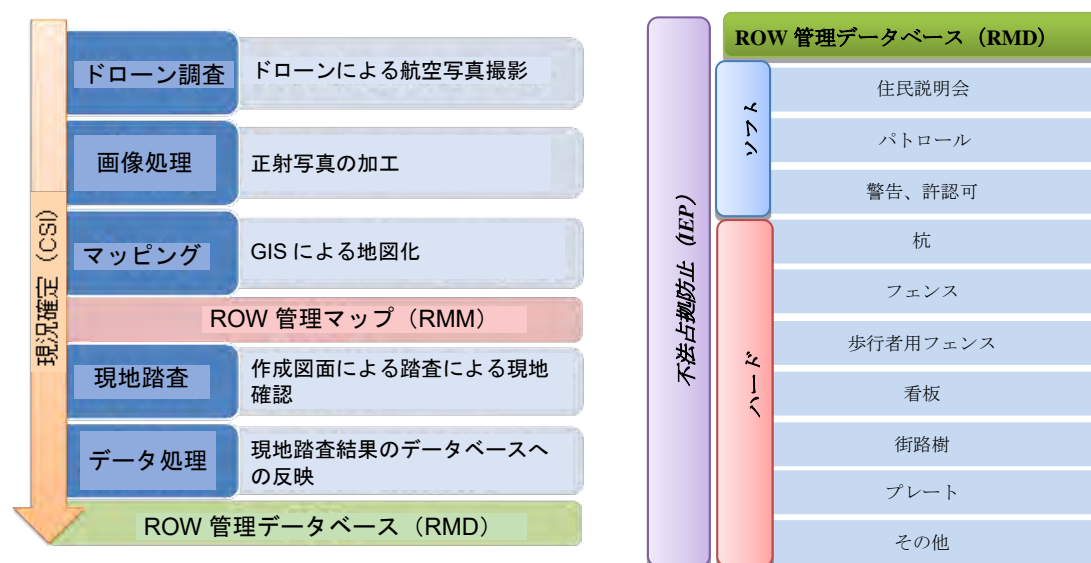 現況確定（CSI）
ドローン調査
ドローンによる航空写真撮影
画像処理
正射写真の加工
マッピング
GIS による地図化
ROW 管理マップ（RMM）
現地踏査
作成図面による踏査による現地
確認
データ処理
現地踏査結果のデータベースへ
の反映
ROW 管理データベース（RMD）
不法占拠防止（IEP）
ROW 管理データベース（RMD）
ソフト
住民説明会
パトロール
警告、許認可
ハード
杭
フェンス
歩行者用フェンス
看板
街路樹
プレート
その他